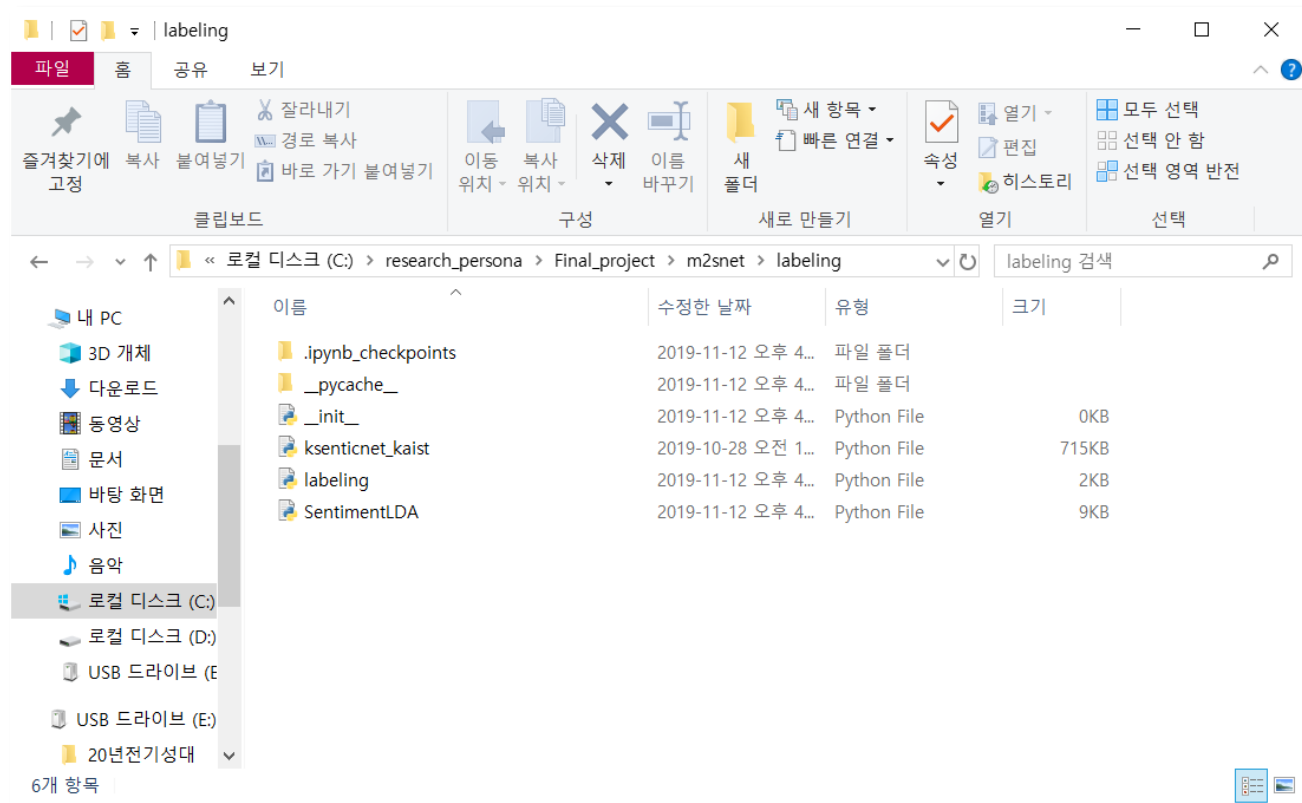 labeling
파일 홈 공유 보기
즐겨찾기에 고정
복사
붙여넣기
잘라내기
경로 복사
바로 가기 붙여넣기
클립보드
이동 위치
복사 위치
삭제
이름 바꾸기
구성
새 폴더
새 항목
빠른 연결
새로 만들기
속성
열기
편집
히스토리
열기
모두 선택
선택 안 함
선택 영역 반전
선택
« 로컬 디스크 (C:) > research_persona > Final_project > m2snet > labeling
labeling 검색
내 PC
3D 개체
다운로드
동영상
문서
바탕 화면
사진
음악
로컬 디스크 (C:)
로컬 디스크 (D:)
USB 드라이브 (E
USB 드라이브 (E:)
20년전기성대
이름 수정한 날짜 유형 크기
.ipynb_checkpoints 2019-11-12 오후 4... 파일 폴더
__pycache__ 2019-11-12 오후 4... 파일 폴더
__init__ 2019-11-12 오후 4... Python File 0KB
ksenticnet_kaist 2019-10-28 오전 1... Python File 715KB
labeling 2019-11-12 오후 4... Python File 2KB
SentimentLDA 2019-11-12 오후 4... Python File 9KB
6개 항목